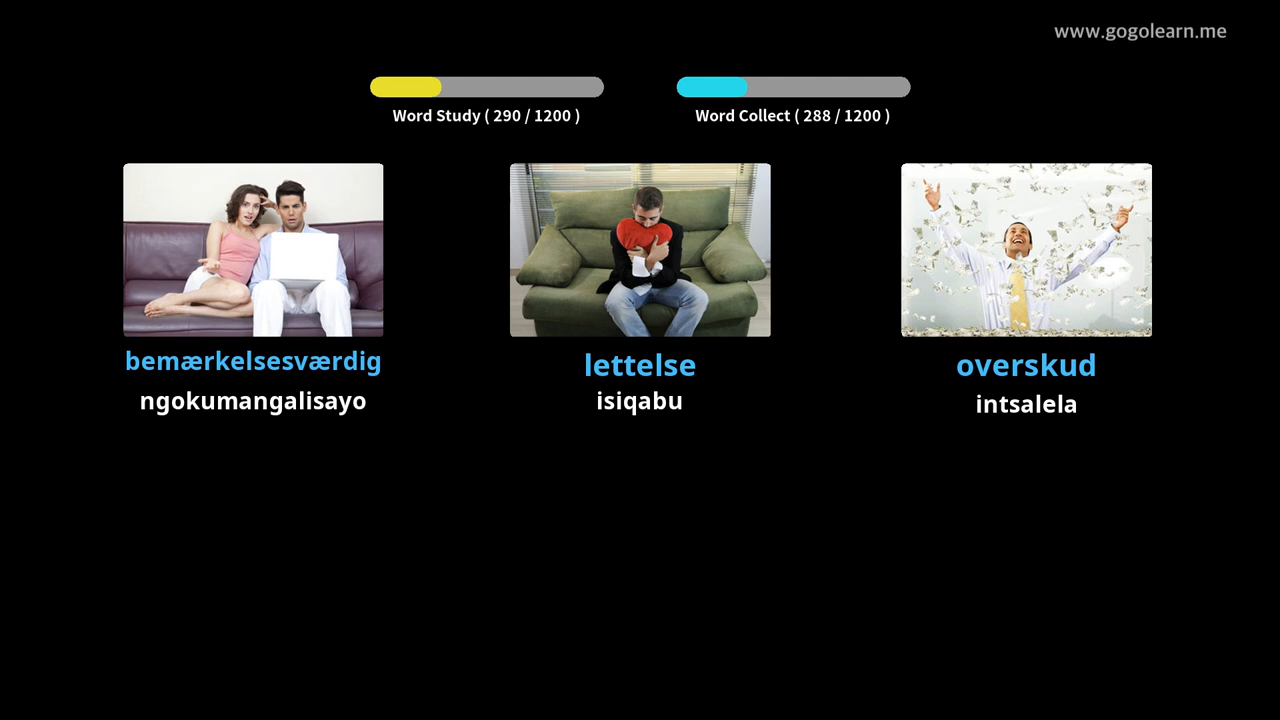 www.gogolearn.me
Word Study ( 290 / 1200 )
Word Collect ( 288 / 1200 )
bemærkelsesværdig
ngokumangalisayo
lettelse
isiqabu
overskud
intsalela